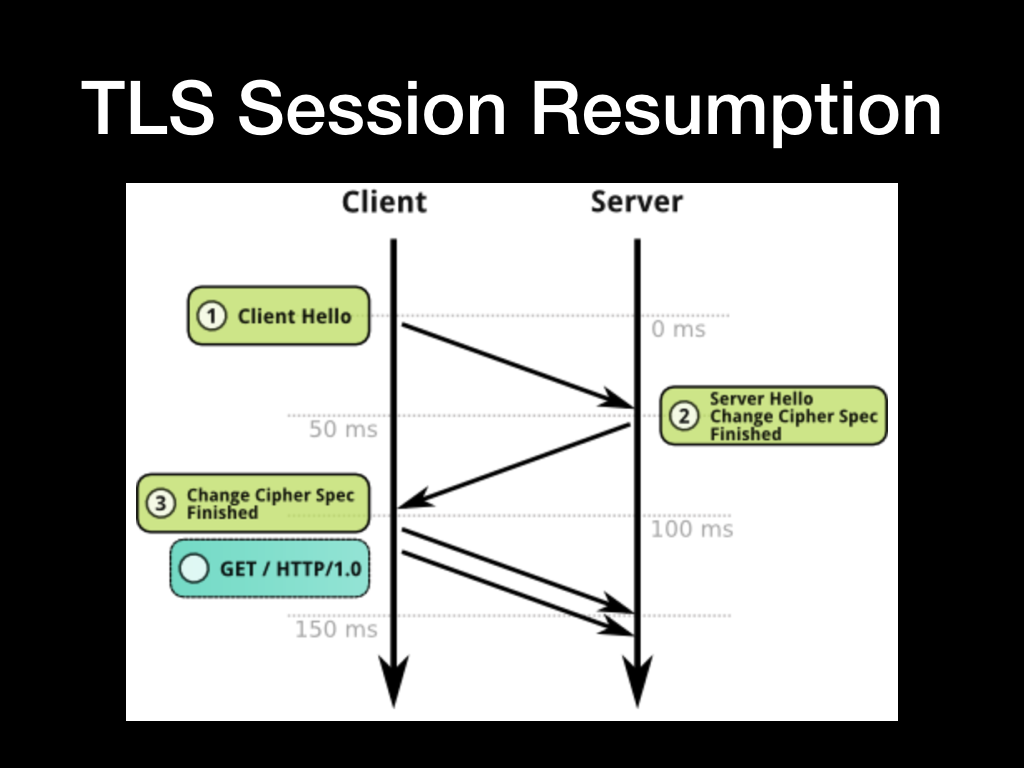 TLS Session Resumption
Client
Server
1 Client Hello
0 ms
Server Hello
2 Change Cipher Spec
Finished
50 ms
3 Change Cipher Spec
Finished
100 ms
GET / HTTP/1.0
150 ms